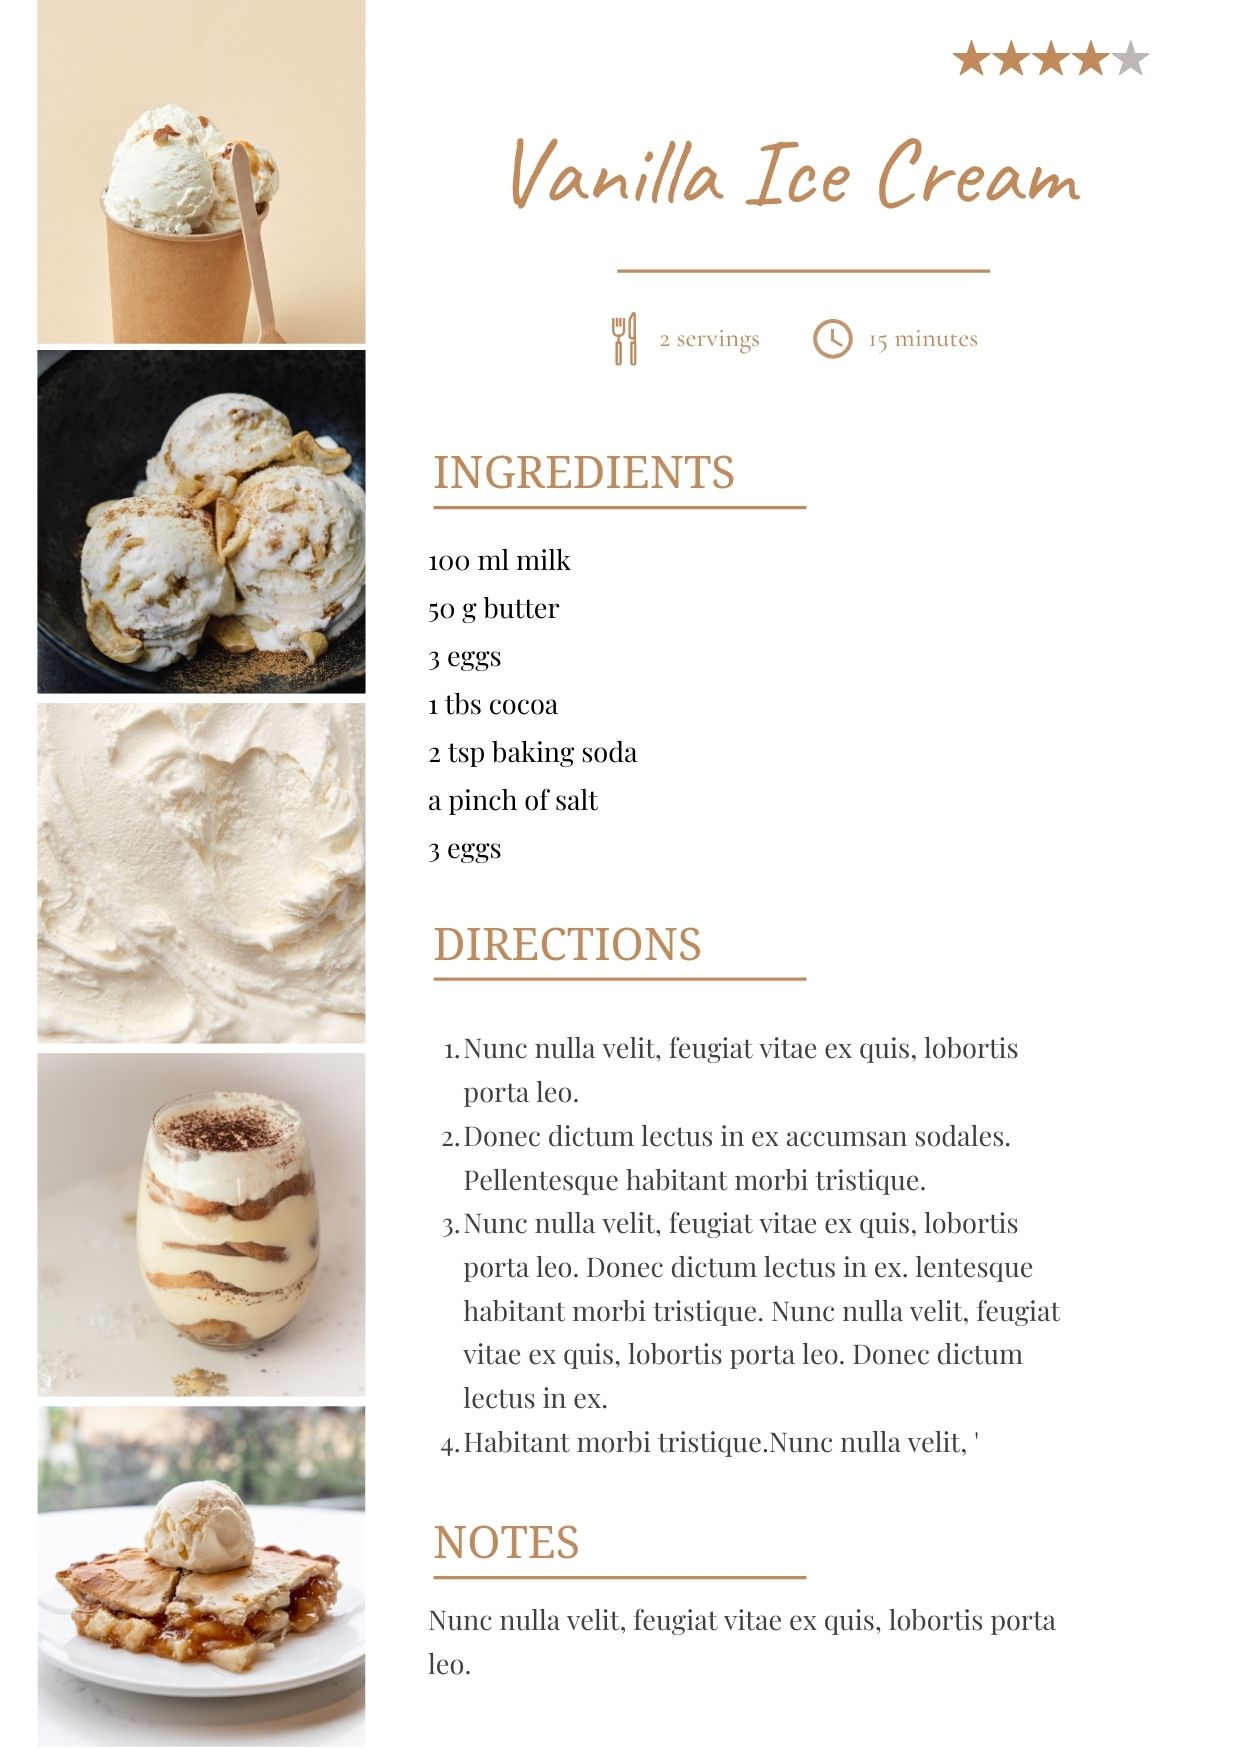 Vanilla Ice Cream
2 servings
15 minutes
INGREDIENTS
100 ml milk
50 g butter
3 eggs
1 tbs cocoa
2 tsp baking soda
a pinch of salt
3 eggs
DIRECTIONS
1. Nunc nulla velit, feugiat vitae ex quis, lobortis
porta leo.
2. Donec dictum lectus in ex accumsan sodales.
Pellentesque habitant morbi tristique.
3. Nunc nulla velit, feugiat vitae ex quis, lobortis
porta leo. Donec dictum lectus in ex. lentesque
habitant morbi tristique. Nunc nulla velit, feugiat
vitae ex quis, lobortis porta leo. Donec dictum
lectus in ex.
4. Habitant morbi tristique.Nunc nulla velit, '
NOTES
Nunc nulla velit, feugiat vitae ex quis, lobortis porta
leo.